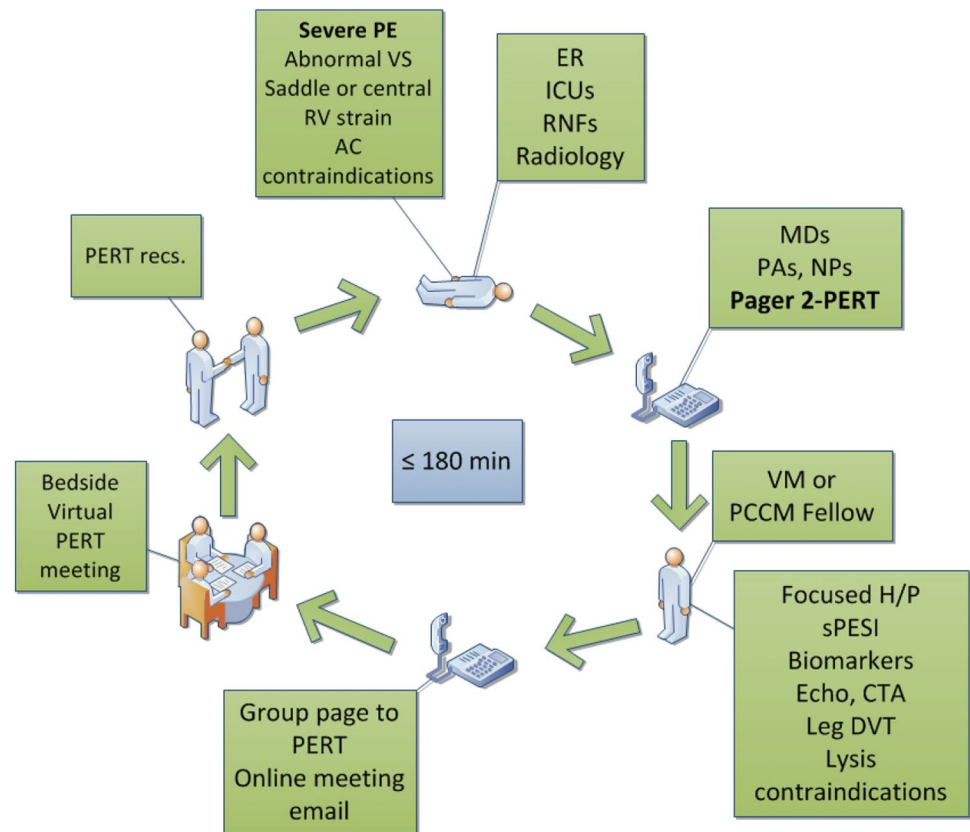 Severe PE
Abnormal VS
Saddle or central
RV strain
AC
contraindications
ER
ICUs
RNFs
Radiology
MDs
PAs, NPs
Pager 2-PERT
VM or
PCCM Fellow
Focused H/P
sPESI
Biomarkers
Echo, CTA
Leg DVT
Lysis
contraindications
Group page to
PERT
Online meeting
email
Bedside
Virtual
PERT
meeting
PERT recs.
≤ 180 min